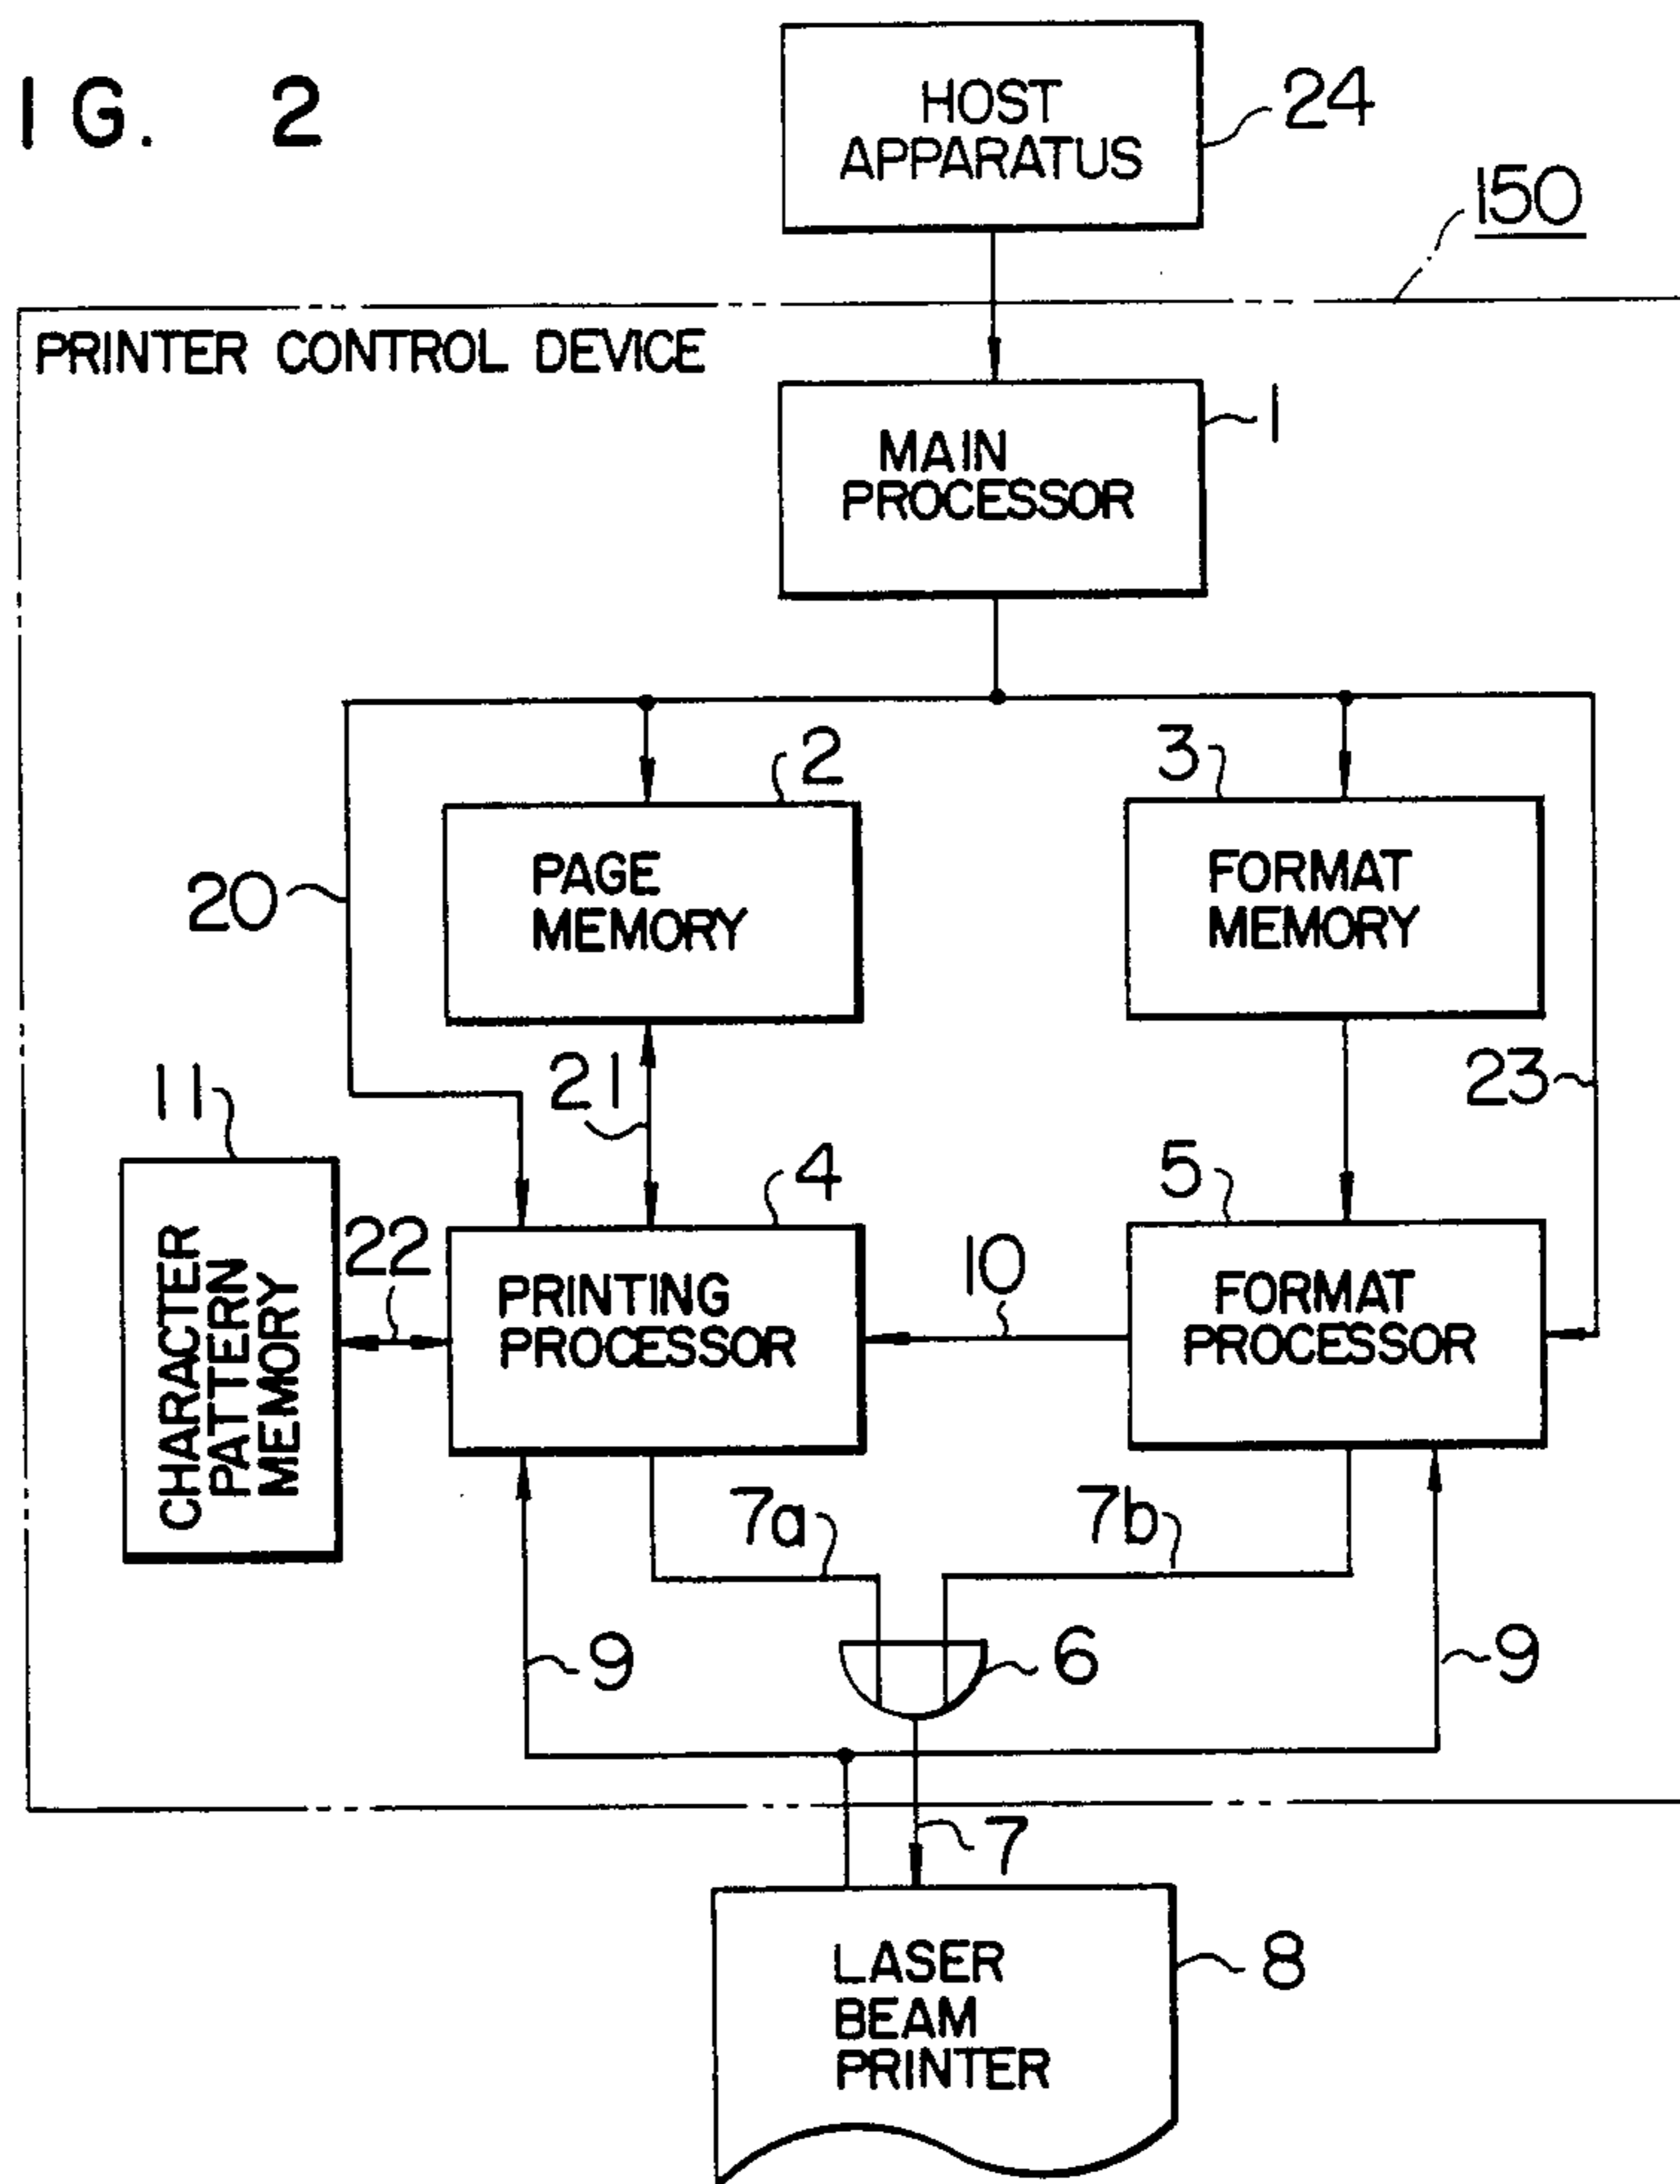 IG. 2
HOST
APPARATUS
24
150
PRINTER CONTROL DEVICE
1
MAIN
PROCESSOR
2
3
PAGE
MEMORY
FORMAT
MEMORY
20
21
23
11
4
5
22
10
CHARACTER
PATTERN
MEMORY
PRINTING
PROCESSOR
FORMAT
PROCESSOR
7a
7b
9
6
9
7
LASER
BEAM
PRINTER
8